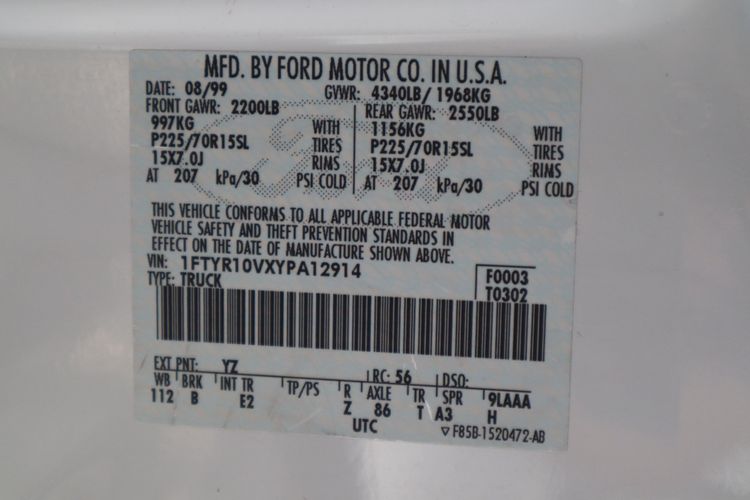 MFD. BY FORD MOTOR CO. IN U.S.A.
DATE: 08/99 GVWR: 4340LB/ 1968KG
FRONT GAWR: 2200LB REAR GAWR: 2550LB
997KG WITH 1156KG WITH
P225/70R15SL TIRES P225/70R15SL TIRES
15X7.0J RIMS 15X7.0J RIMS
AT 207 kPa/30 PSI COLD AT 207 kPa/30 PSI COLD
THIS VEHICLE CONFORMS TO ALL APPLICABLE FEDERAL MOTOR
VEHICLE SAFETY AND THEFT PREVENTION STANDARDS IN
EFFECT ON THE DATE OF MANUFACTURE SHOWN ABOVE.
VIN: 1FTYR10VXYPA12914 F0003
TYPE: TRUCK T0302
EXT PNT: YZ RC: 56 DSO:
WB BRK INT TR TP/PS R AXLE TR SPR 9LAAA
112 B E2 Z 86 T A3 H
UTC ▽ F85B-1520472-AB